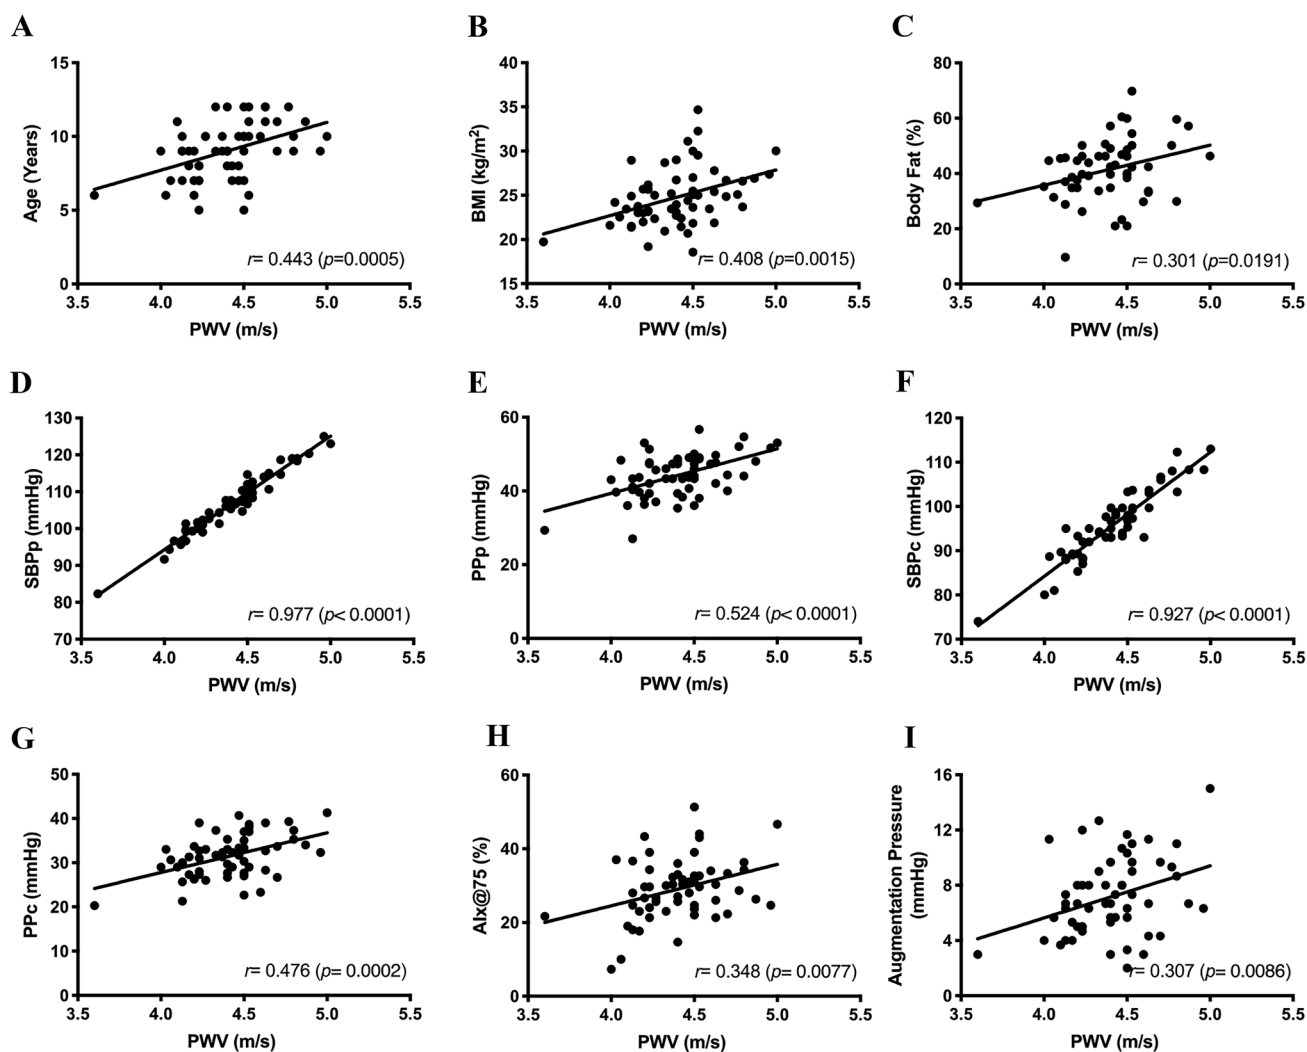 A
15
10
5
0
Age (Years)
r= 0.443 (p=0.0005)
3.5 4.0 4.5 5.0 5.5
PWV (m/s)
B
40
35
30
25
20
15
BMI (kg/m²)
r= 0.408 (p=0.0015)
3.5 4.0 4.5 5.0 5.5
PWV (m/s)
C
80
60
40
20
0
Body Fat (%)
r= 0.301 (p=0.0191)
3.5 4.0 4.5 5.0 5.5
PWV (m/s)
D
130
120
110
100
90
80
70
SBPp (mmHg)
r= 0.977 (p< 0.0001)
3.5 4.0 4.5 5.0 5.5
PWV (m/s)
E
60
40
20
0
PPp (mmHg)
r= 0.524 (p< 0.0001)
3.5 4.0 4.5 5.0 5.5
PWV (m/s)
F
120
110
100
90
80
70
SBPc (mmHg)
r= 0.927 (p< 0.0001)
3.5 4.0 4.5 5.0 5.5
PWV (m/s)
G
50
40
30
20
10
0
PPc (mmHg)
r= 0.476 (p= 0.0002)
3.5 4.0 4.5 5.0 5.5
PWV (m/s)
H
60
40
20
0
AIx@75 (%)
r= 0.348 (p= 0.0077)
3.5 4.0 4.5 5.0 5.5
PWV (m/s)
I
16
12
8
4
0
Augmentation Pressure
(mmHg)
r= 0.307 (p= 0.0086)
3.5 4.0 4.5 5.0 5.5
PWV (m/s)